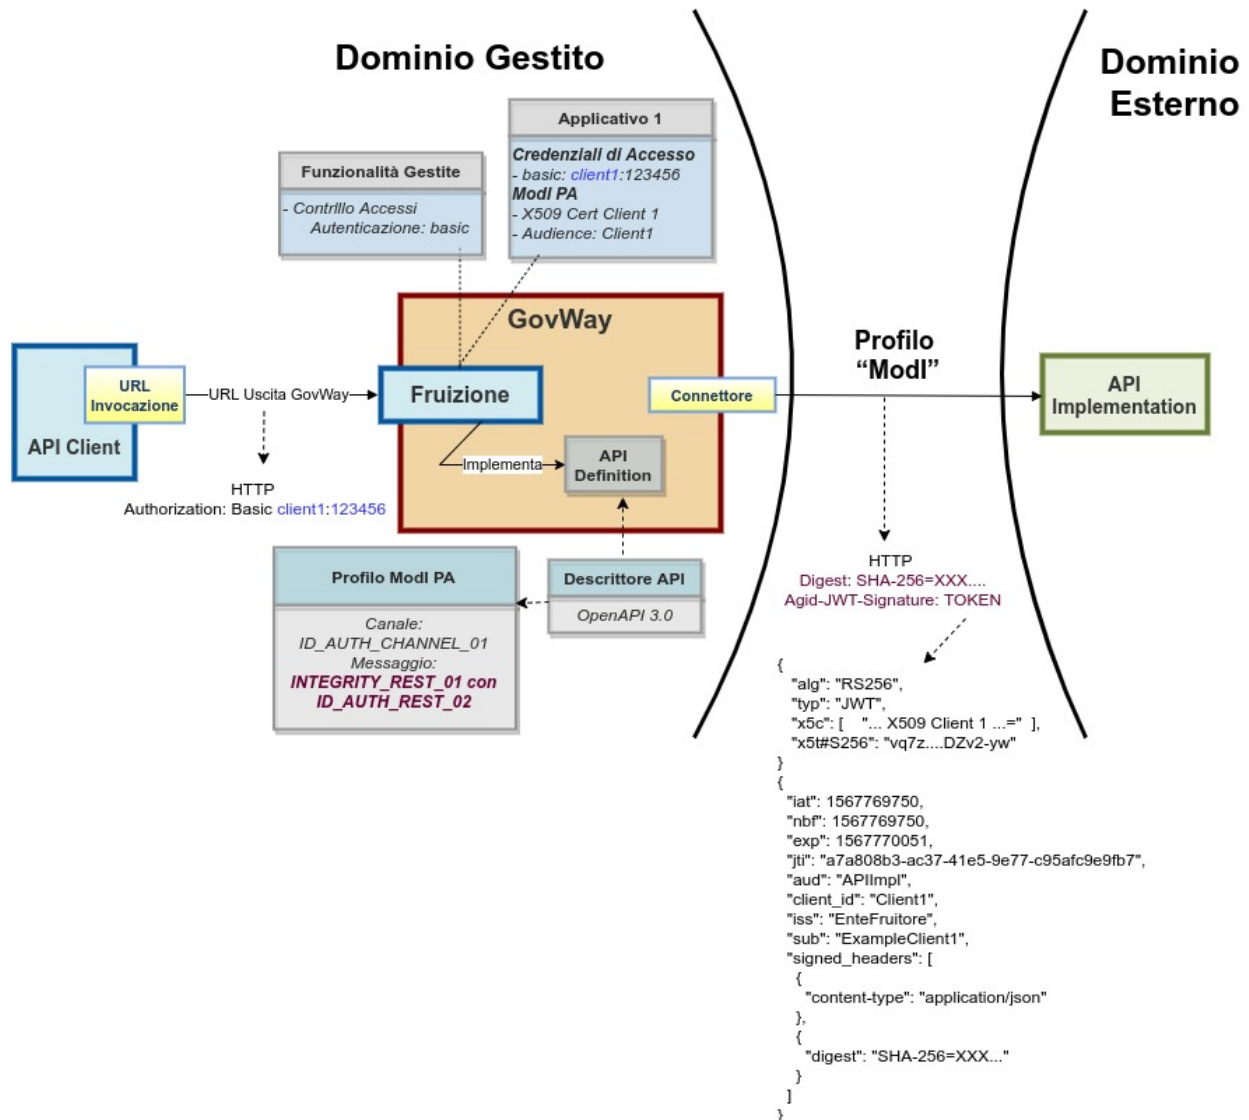 Dominio Gestito
Dominio
Esterno
Applicativo 1
Credenziali di Accesso
- basic: client1:123456
ModI PA
- X509 Cert Client 1
- Audience: Client1
Funzionalità Gestite
- Contrlllo Accessi
Autenticazione: basic
GovWay
Profilo
“ModI”
URL
Invocazione
API Client
URL Uscita GovWay
Fruizione
Connettore
API
Implementation
Implementa
API
Definition
HTTP
Authorization: Basic client1:123456
Profilo ModI PA
Canale:
ID_AUTH_CHANNEL_01
Messaggio:
INTEGRITY_REST_01 con
ID_AUTH_REST_02
Descrittore API
OpenAPI 3.0
HTTP
Digest: SHA-256=XXX....
Agid-JWT-Signature: TOKEN
{
"alg": "RS256",
"typ": "JWT",
"x5c": [ "... X509 Client 1 ...=" ],
"x5t#S256": "vq7z....DZv2-yw"
}
{
"iat": 1567769750,
"nbf": 1567769750,
"exp": 1567770051,
"jti": "a7a808b3-ac37-41e5-9e77-c95afc9e9fb7",
"aud": "APIImpl",
"client_id": "Client1",
"iss": "EnteFruitore",
"sub": "ExampleClient1",
"signed_headers": [
{
"content-type": "application/json"
},
{
"digest": "SHA-256=XXX..."
}
]
}